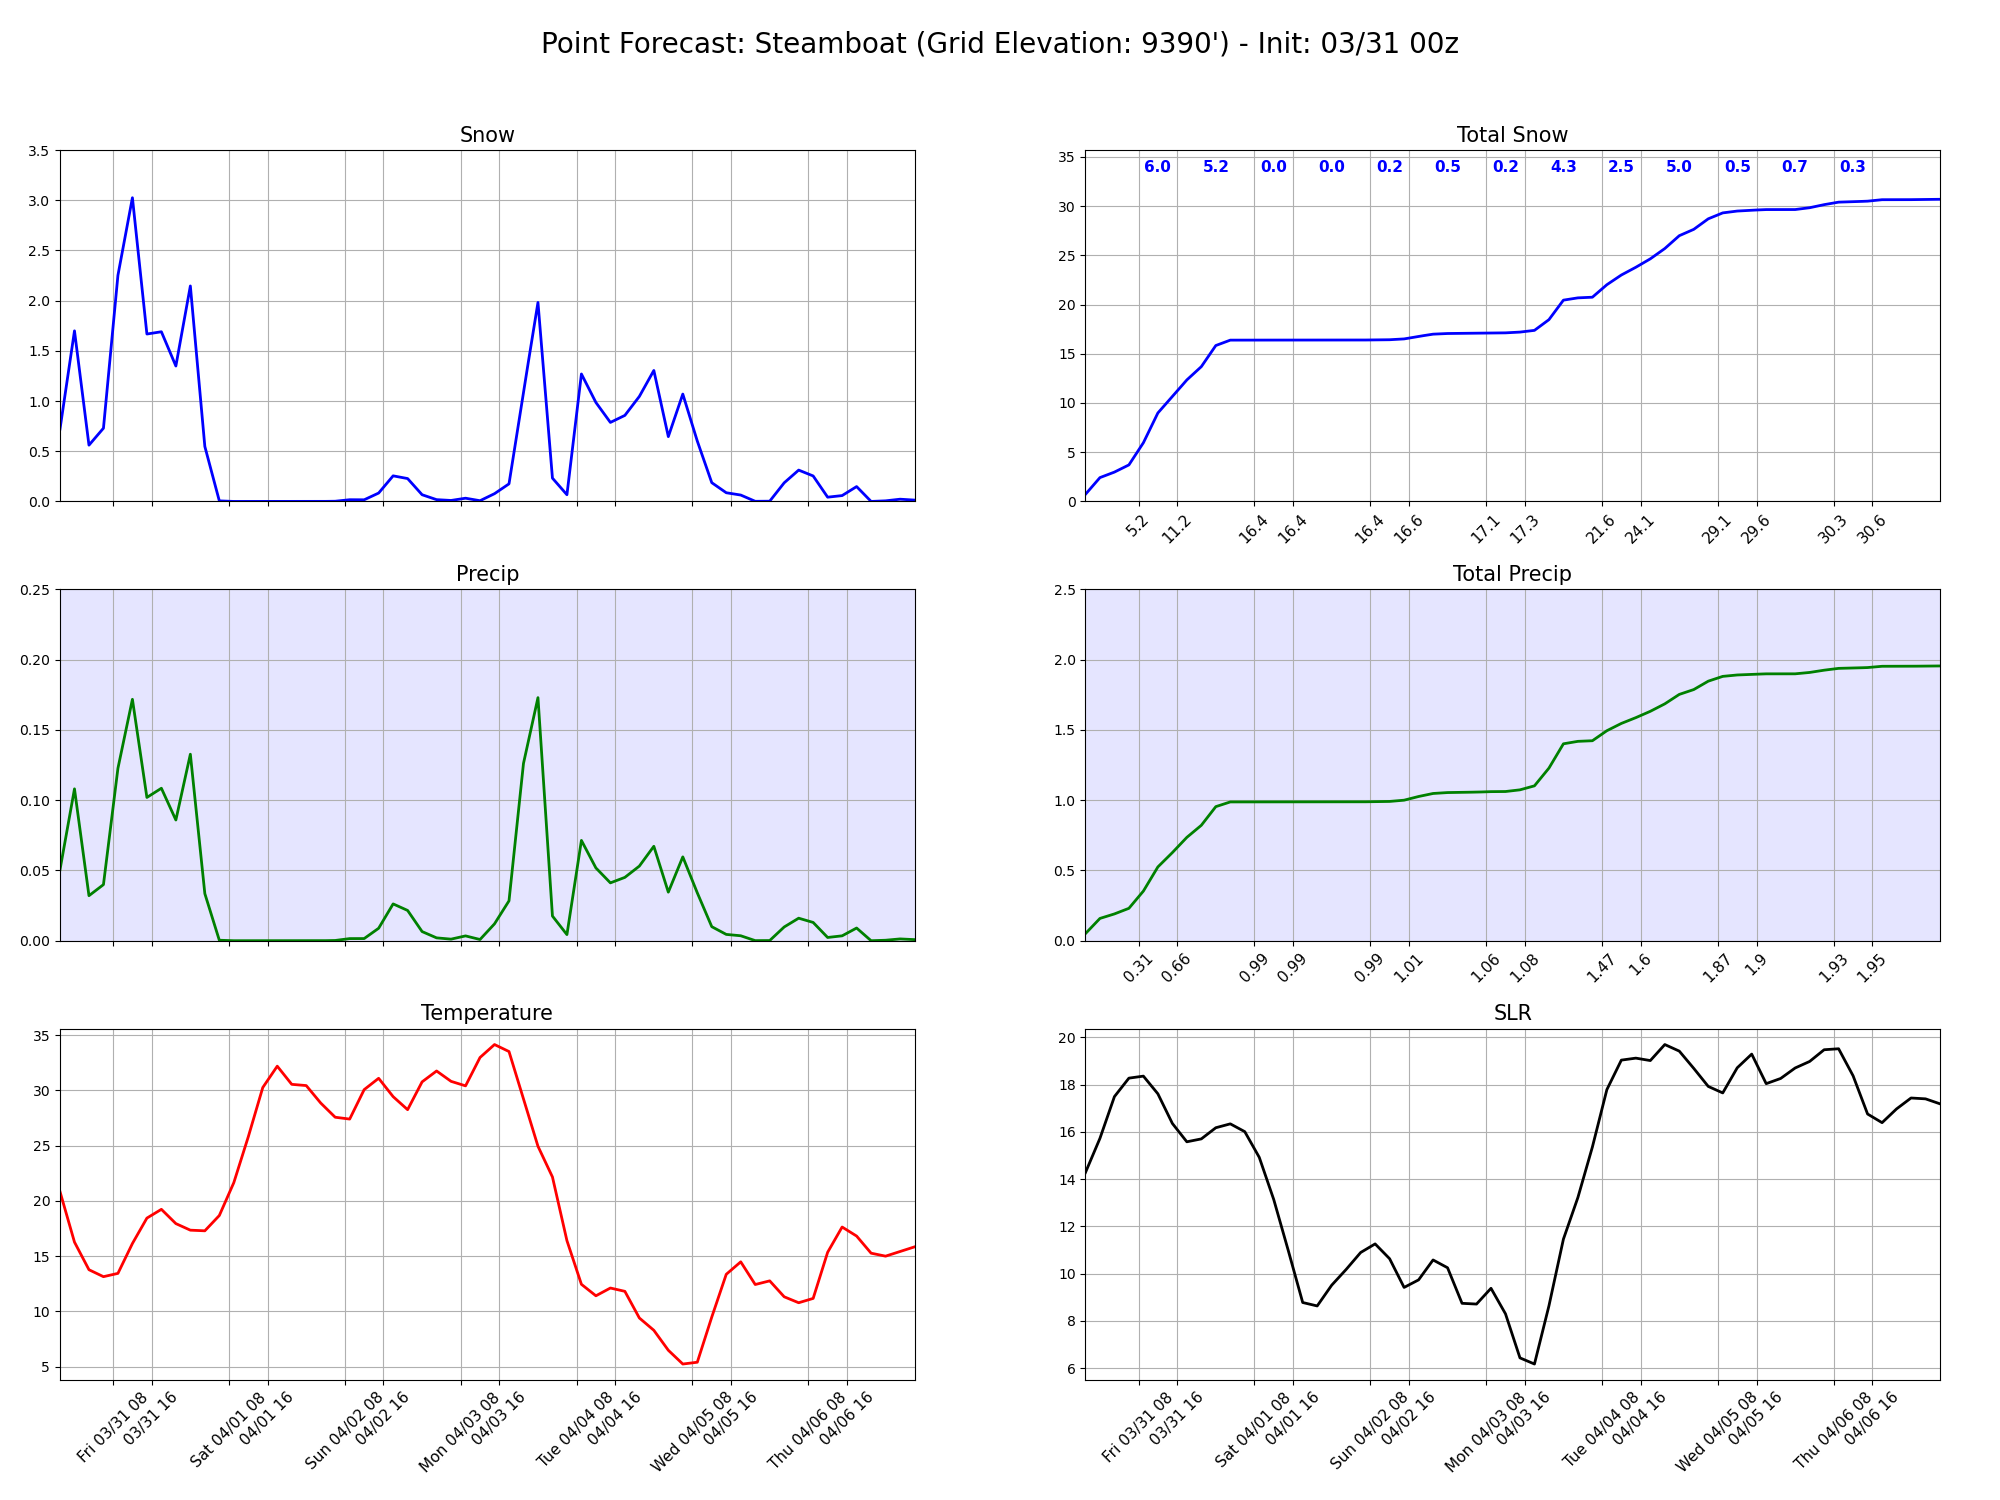 Point Forecast: Steamboat (Grid Elevation: 9390') - Init: 03/31 00z
Snow
3.5
3.0
2.5
2.0
1.5
1.0
0.5
0.0
Total Snow
35
30
25
20
15
10
5
0
6.0 5.2 0.0 0.0 0.2 0.5 0.2 4.3 2.5 5.0 0.5 0.7 0.3
5.2 11.2 16.4 16.4 16.4 16.6 17.1 17.3 21.6 24.1 29.1 29.6 30.3 30.6
Precip
0.25
0.20
0.15
0.10
0.05
0.00
Total Precip
2.5
2.0
1.5
1.0
0.5
0.0
0.31 0.66 0.99 0.99 0.99 1.01 1.06 1.08 1.47 1.6 1.87 1.9 1.93 1.95
Temperature
35
30
25
20
15
10
5
Fri 03/31 08
03/31 16
Sat 04/01 08
04/01 16
Sun 04/02 08
04/02 16
Mon 04/03 08
04/03 16
Tue 04/04 08
04/04 16
Wed 04/05 08
04/05 16
Thu 04/06 08
04/06 16
SLR
20
18
16
14
12
10
8
6
Fri 03/31 08
03/31 16
Sat 04/01 08
04/01 16
Sun 04/02 08
04/02 16
Mon 04/03 08
04/03 16
Tue 04/04 08
04/04 16
Wed 04/05 08
04/05 16
Thu 04/06 08
04/06 16